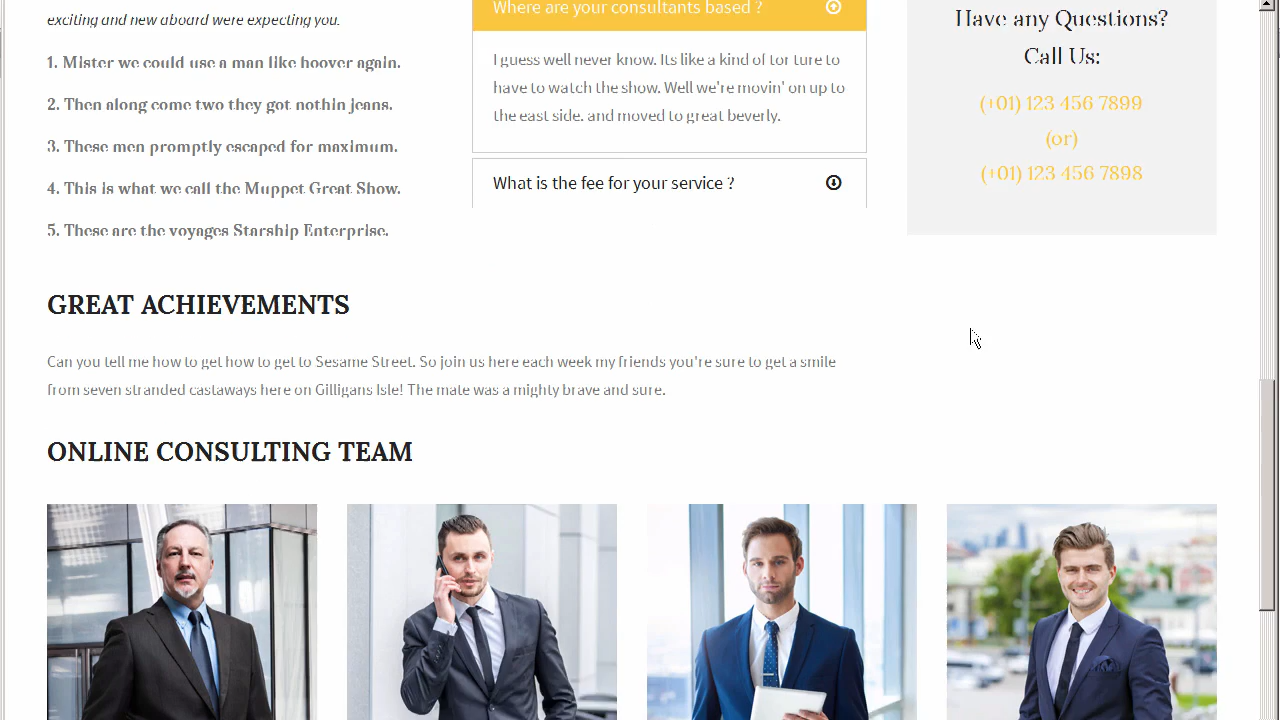 exciting and new aboard were expecting you.
1. Mister we could use a man like hoover again.
2. Then along come two they got nothin jeans.
3. These men promptly escaped for maximum.
4. This is what we call the Muppet Great Show.
5. These are the voyages Starship Enterprise.
Where are your consultants based ?
I guess well never know. Its like a kind of tor ture to
have to watch the show. Well we're movin' on up to
the east side. and moved to great beverly.
What is the fee for your service ?
Have any Questions?
Call Us:
(+01) 123 456 7899
(or)
(+01) 123 456 7898
GREAT ACHIEVEMENTS
Can you tell me how to get how to get to Sesame Street. So join us here each week my friends you're sure to get a smile
from seven stranded castaways here on Gilligans Isle! The mate was a mighty brave and sure.
ONLINE CONSULTING TEAM